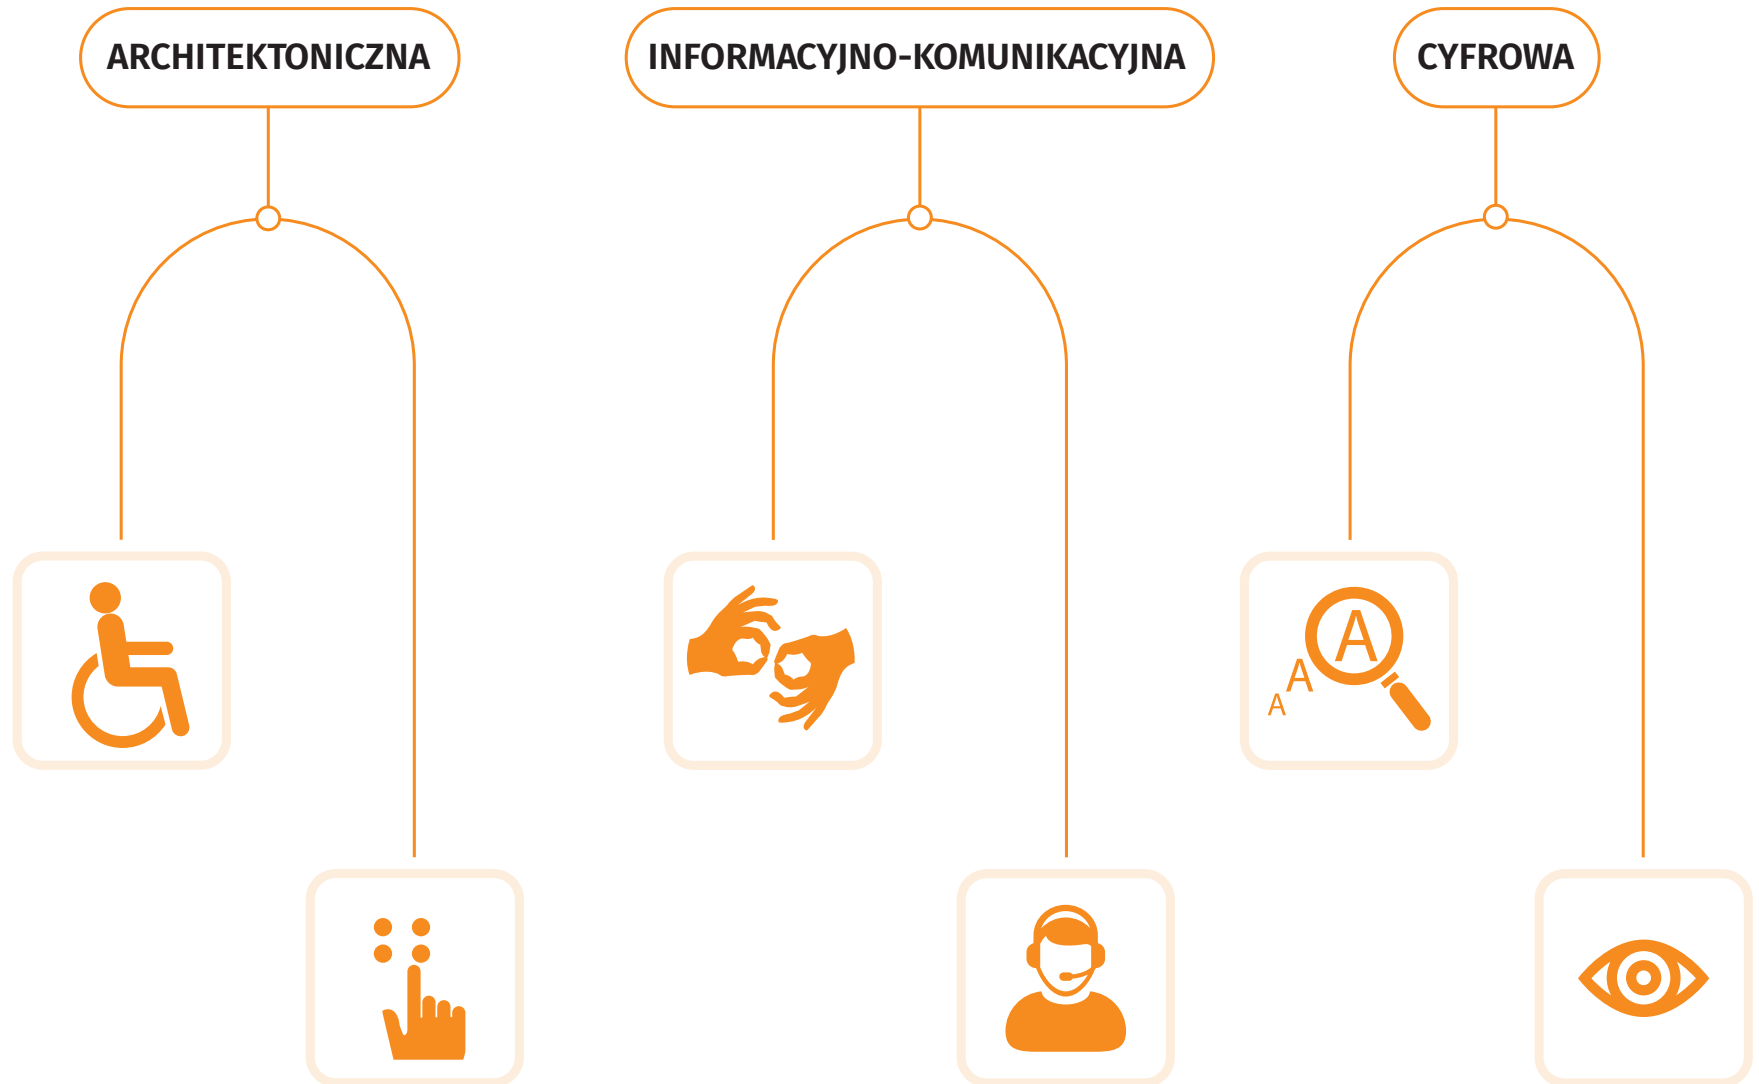 ARCHITEKTONICZNA
INFORMACYJNO-KOMUNIKACYJNA
CYFROWA
A
A
A